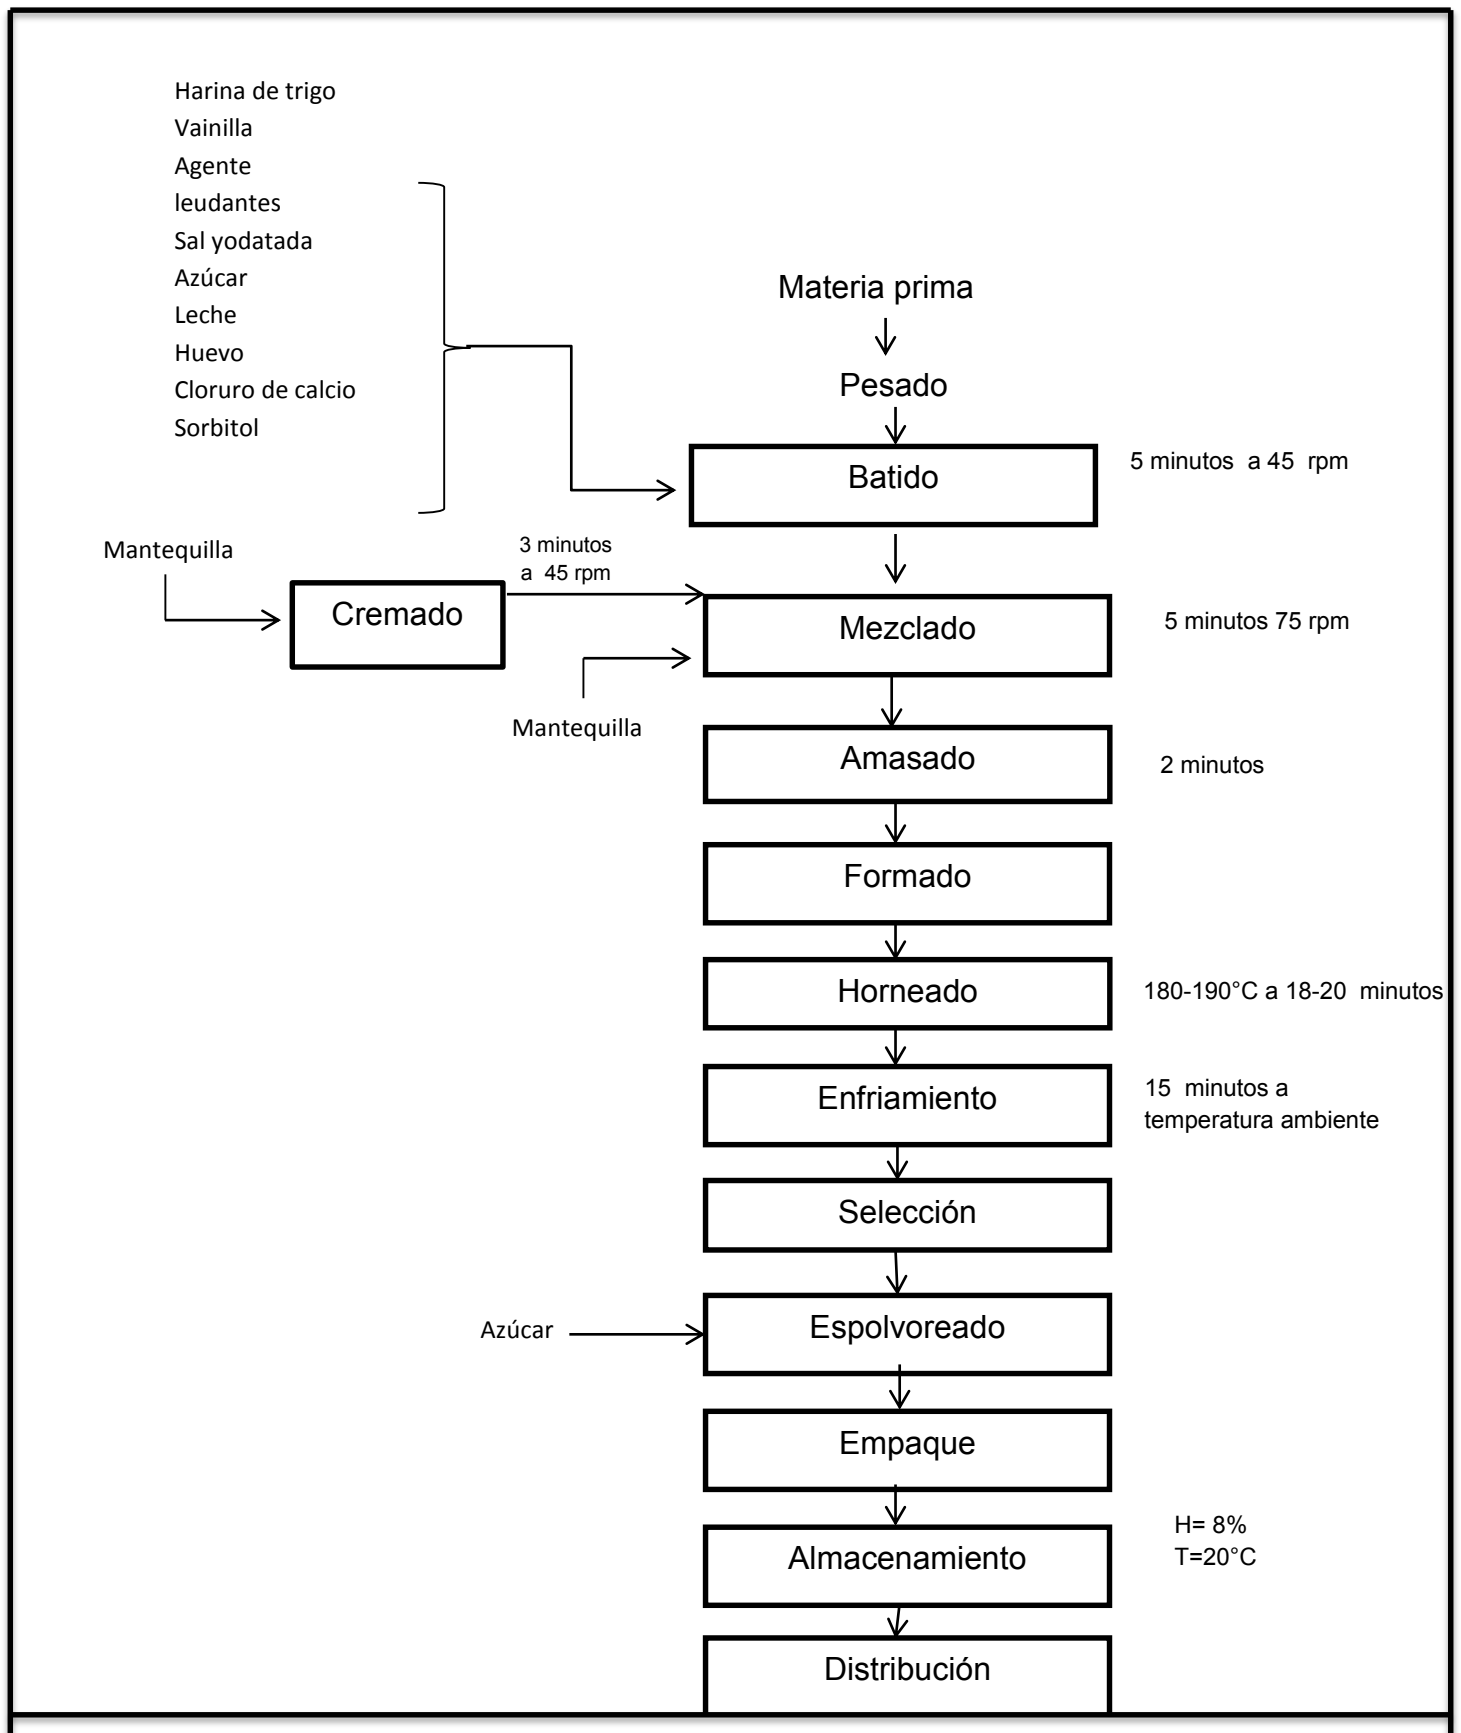 Harina de trigo
Vainilla
Agente
leudantes
Sal yodatada
Azúcar
Leche
Huevo
Cloruro de calcio
Sorbitol
Materia prima
Pesado
Batido
5 minutos a 45 rpm
Mantequilla
3 minutos
a 45 rpm
Cremado
Mezclado
5 minutos 75 rpm
Mantequilla
Amasado
2 minutos
Formado
Horneado
180-190°C a 18-20 minutos
Enfriamiento
15 minutos a
temperatura ambiente
Selección
Azúcar
Espolvoreado
Empaque
H= 8%
T=20°C
Almacenamiento
Distribución